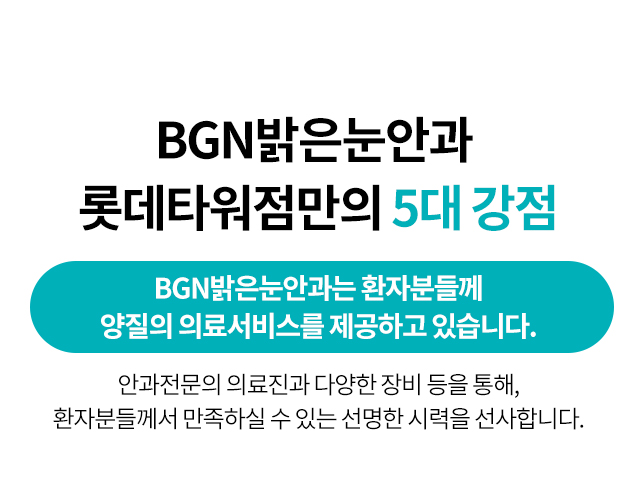 BGN밝은눈안과
롯데타워점만의 5대 강점
BGN밝은눈안과는 환자분들께
양질의 의료서비스를 제공하고 있습니다.
안과전문의 의료진과 다양한 장비 등을 통해,
환자분들께서 만족하실 수 있는 선명한 시력을 선사합니다.